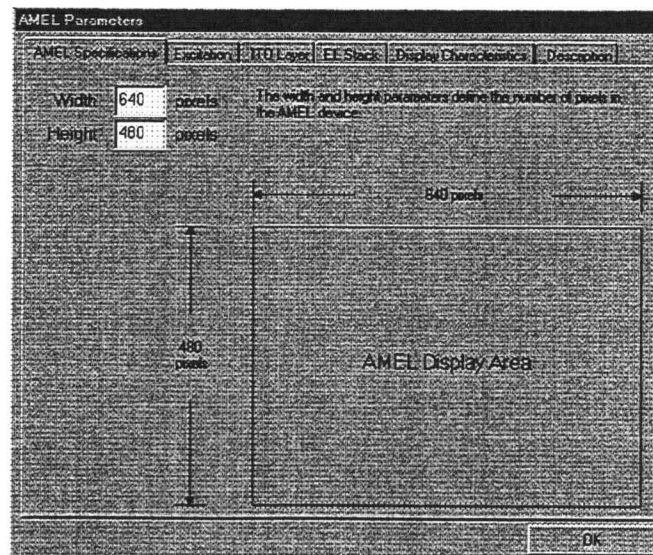 AMEL Parameters
AMEL Specifications Excitation ITO Layer EL Stack Display Characteristics Description
Width 640 pixels
Height 480 pixels
The width and height parameters define the number of pixels in
the AMEL device.
640 pixels
480
pixels
AMEL Display Area
OK